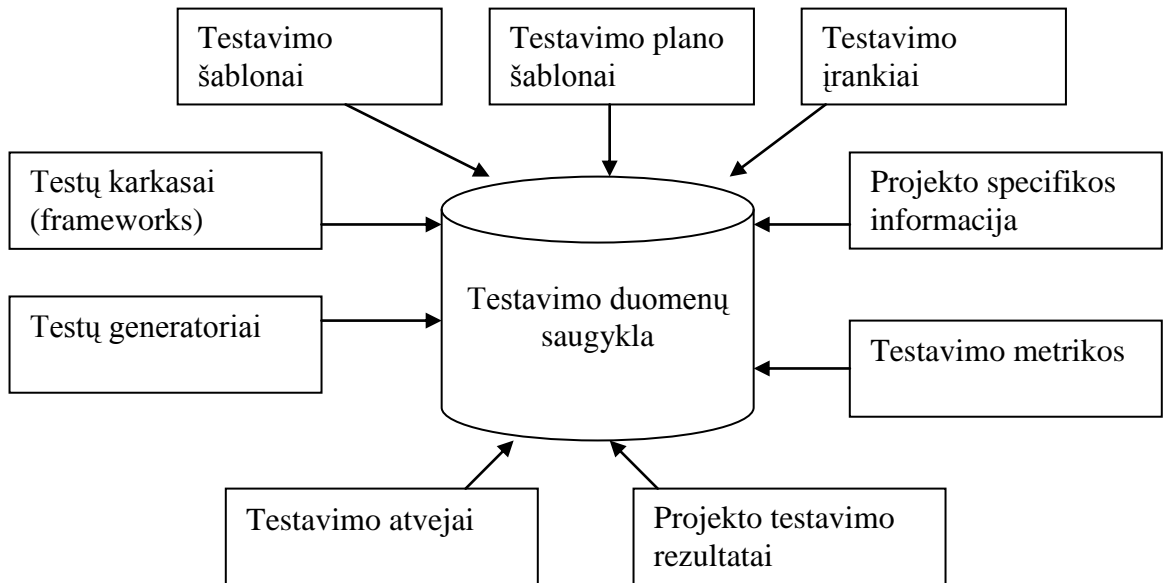 Testavimo
šablonai
Testavimo plano
šablonai
Testavimo
įrankiai
Testų karkasai
(frameworks)
Projekto specifikos
informacija
Testavimo duomenų
saugykla
Testų generatoriai
Testavimo metrikos
Testavimo atvejai
Projekto testavimo
rezultatai